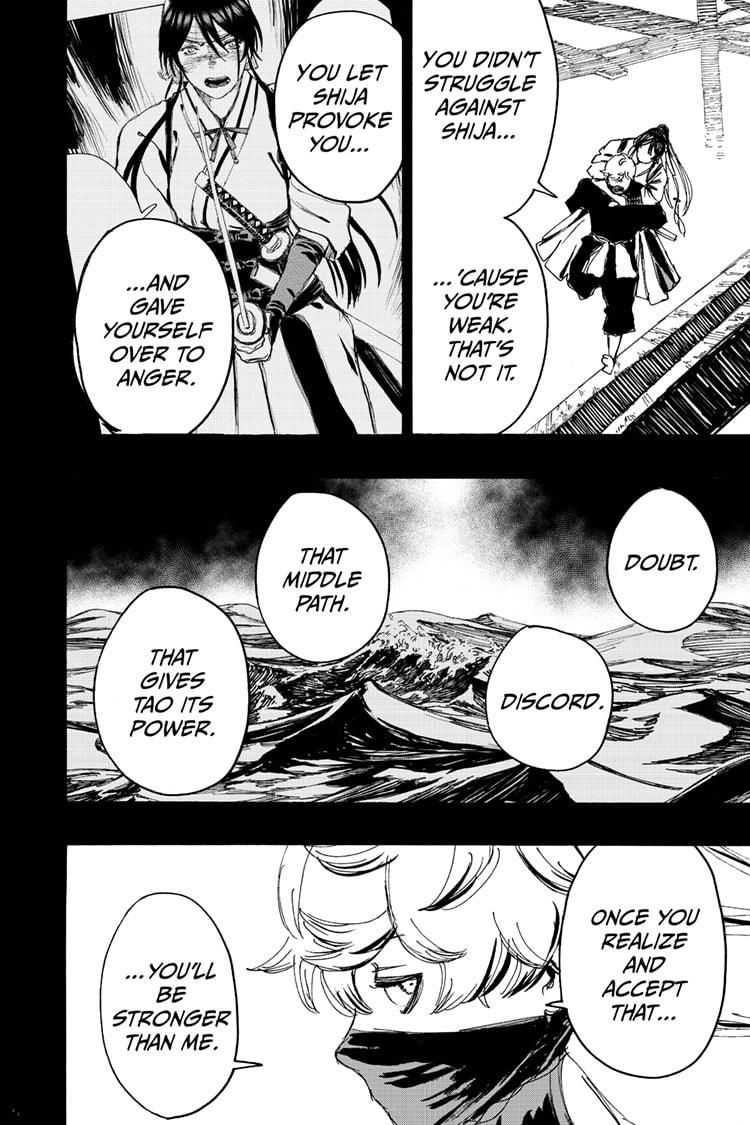 YOU DIDN'T
STRUGGLE
AGAINST
SHIJA...
...'CAUSE
YOU'RE
WEAK.
THAT'S
NOT IT.
YOU LET
SHIJA
PROVOKE
YOU...
...AND
GAVE
YOURSELF
OVER TO
ANGER.
DOUBT.
DISCORD.
THAT
MIDDLE
PATH.
THAT
GIVES
TAO ITS
POWER.
ONCE YOU
REALIZE
AND
ACCEPT
THAT...
...YOU'LL
BE
STRONGER
THAN ME.